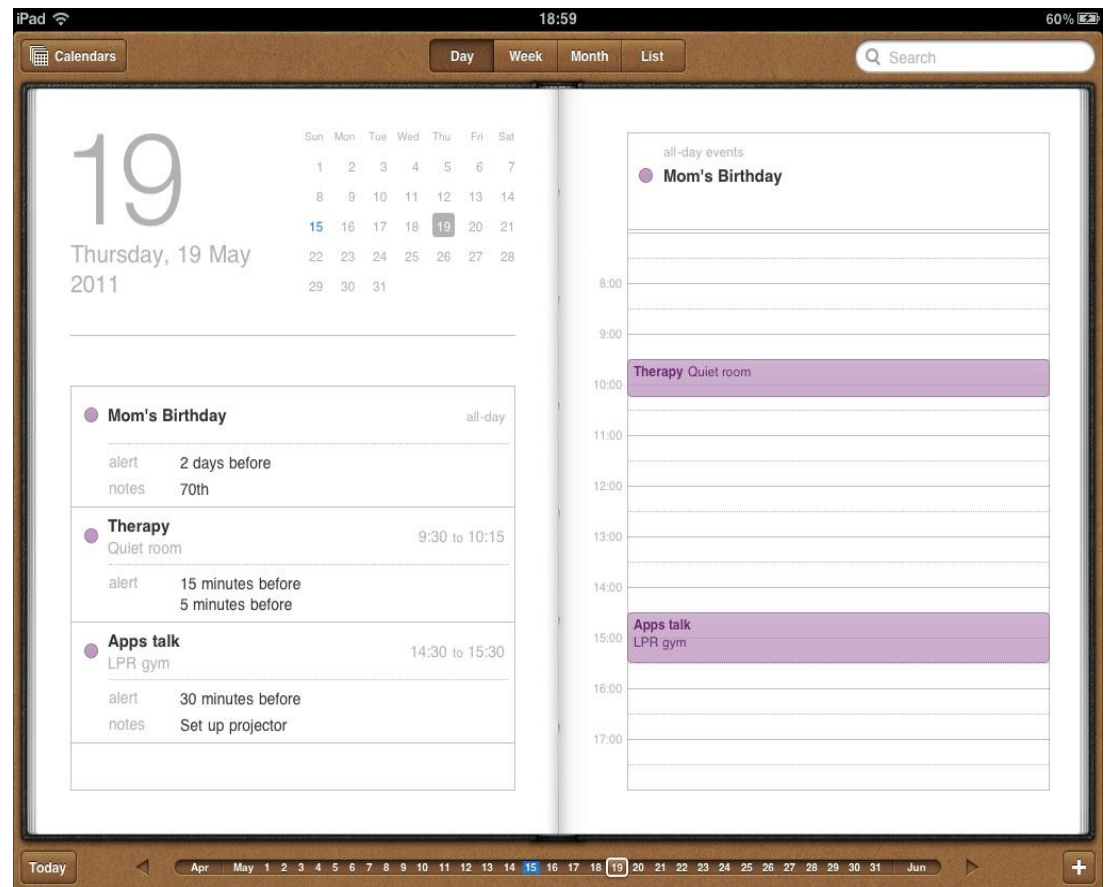 iPad 18:59 60%
Calendars Day Week Month List Search
19
Thursday, 19 May
2011
Sun Mon Tue Wed Thu Fri Sat
1 2 3 4 5 6 7
8 9 10 11 12 13 14
15 16 17 18 19 20 21
22 23 24 25 26 27 28
29 30 31
Mom's Birthday all-day
alert 2 days before
notes 70th
Therapy 9:30 to 10:15
Quiet room
alert 15 minutes before
5 minutes before
Apps talk 14:30 to 15:30
LPR gym
alert 30 minutes before
notes Set up projector
all-day events
Mom's Birthday
8:00
9:00
Therapy Quiet room
10:00
11:00
12:00
13:00
14:00
Apps talk
15:00 LPR gym
16:00
17:00
Today Apr May 1 2 3 4 5 6 7 8 9 10 11 12 13 14 15 16 17 18 19 20 21 22 23 24 25 26 27 28 29 30 31 Jun +